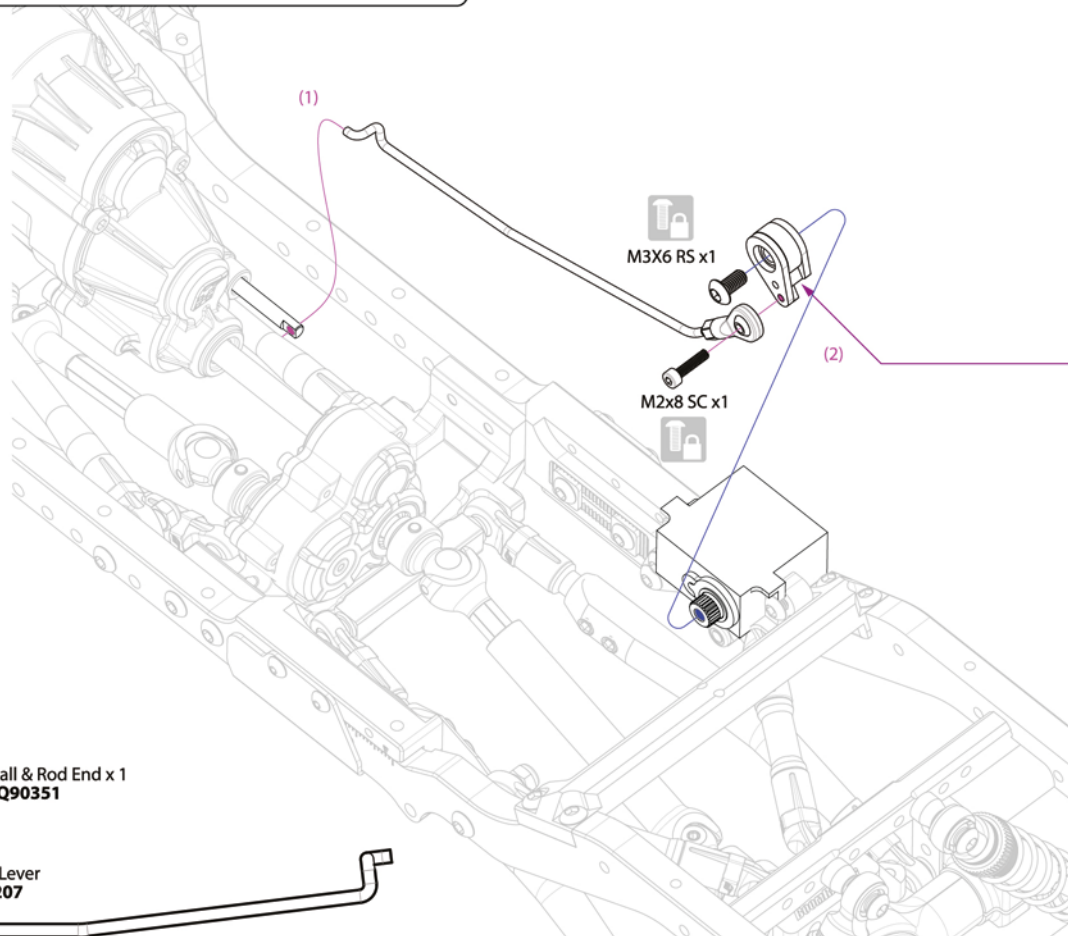 (1)
M3X6 RS x1
(2)
M2x8 SC x1
all & Rod End x 1
Q90351
Lever
207